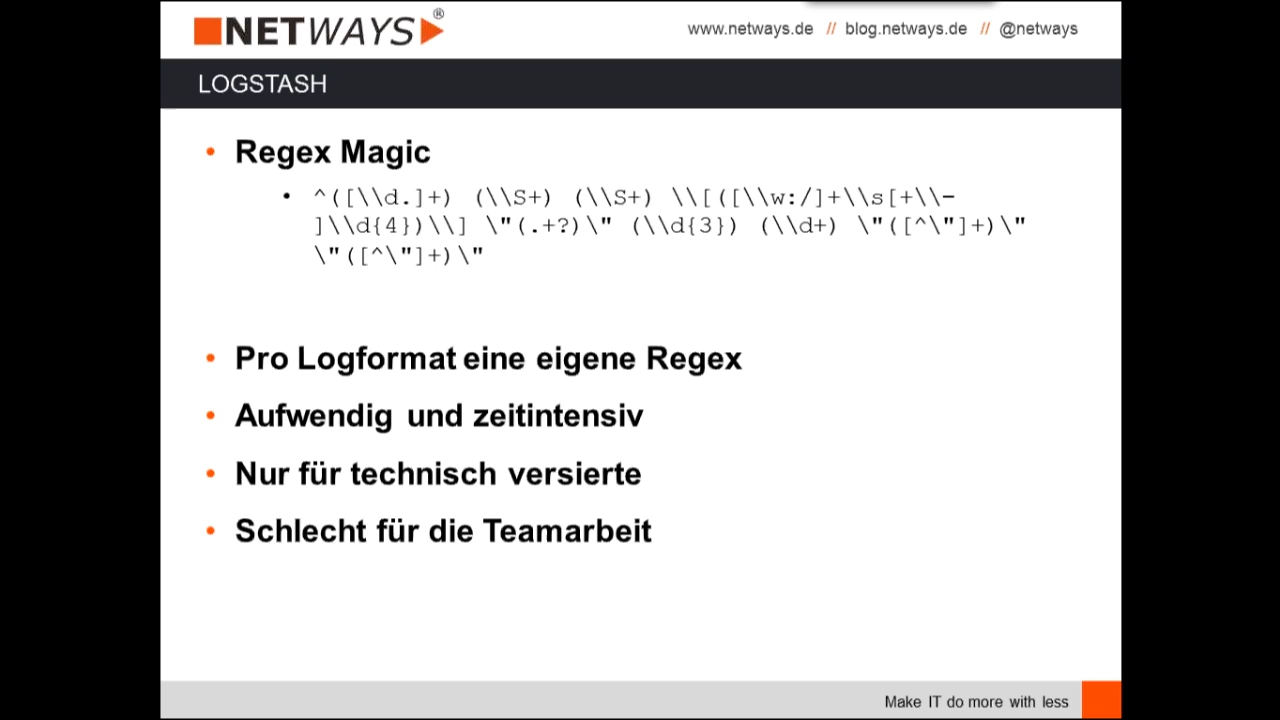 NETWAYS®
www.netways.de // blog.netways.de // @netways
LOGSTASH
• Regex Magic
• ^([\\d.]+) (\\S+) (\\S+) \\[([\\w:/]+\\s[+\\-
]\\d{4})\\] \"(.+?)\" (\\d{3}) (\\d+) \"([^\"]+)\"
\"([^\"]+)\"
• Pro Logformat eine eigene Regex
• Aufwendig und zeitintensiv
• Nur für technisch versierte
• Schlecht für die Teamarbeit
Make IT do more with less